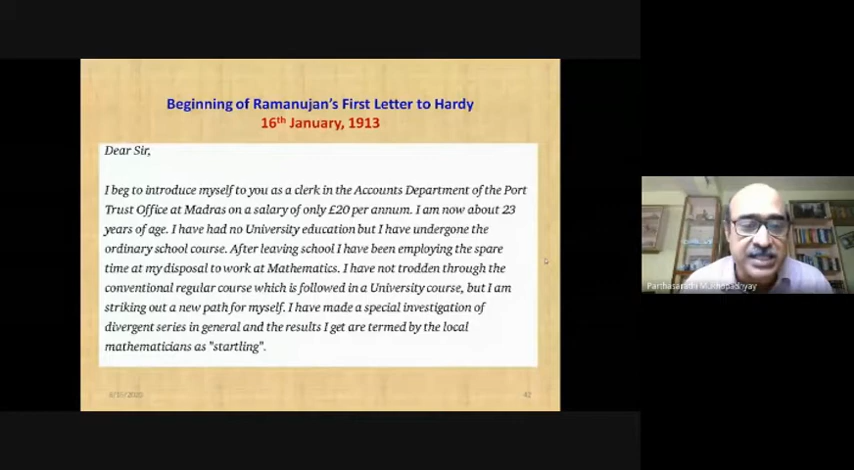 Beginning of Ramanujan's First Letter to Hardy
16th January, 1913
Dear Sir,
I beg to introduce myself to you as a clerk in the Accounts Department of the Port
Trust Office at Madras on a salary of only £20 per annum. I am now about 23
years of age. I have had no University education but I have undergone the
ordinary school course. After leaving school I have been employing the spare
time at my disposal to work at Mathematics. I have not trodden through the
conventional regular course which is followed in a University course, but I am
striking out a new path for myself. I have made a special investigation of
divergent series in general and the results I get are termed by the local
mathematicians as "startling".
42
Parthasarathi Mukhopadhyay